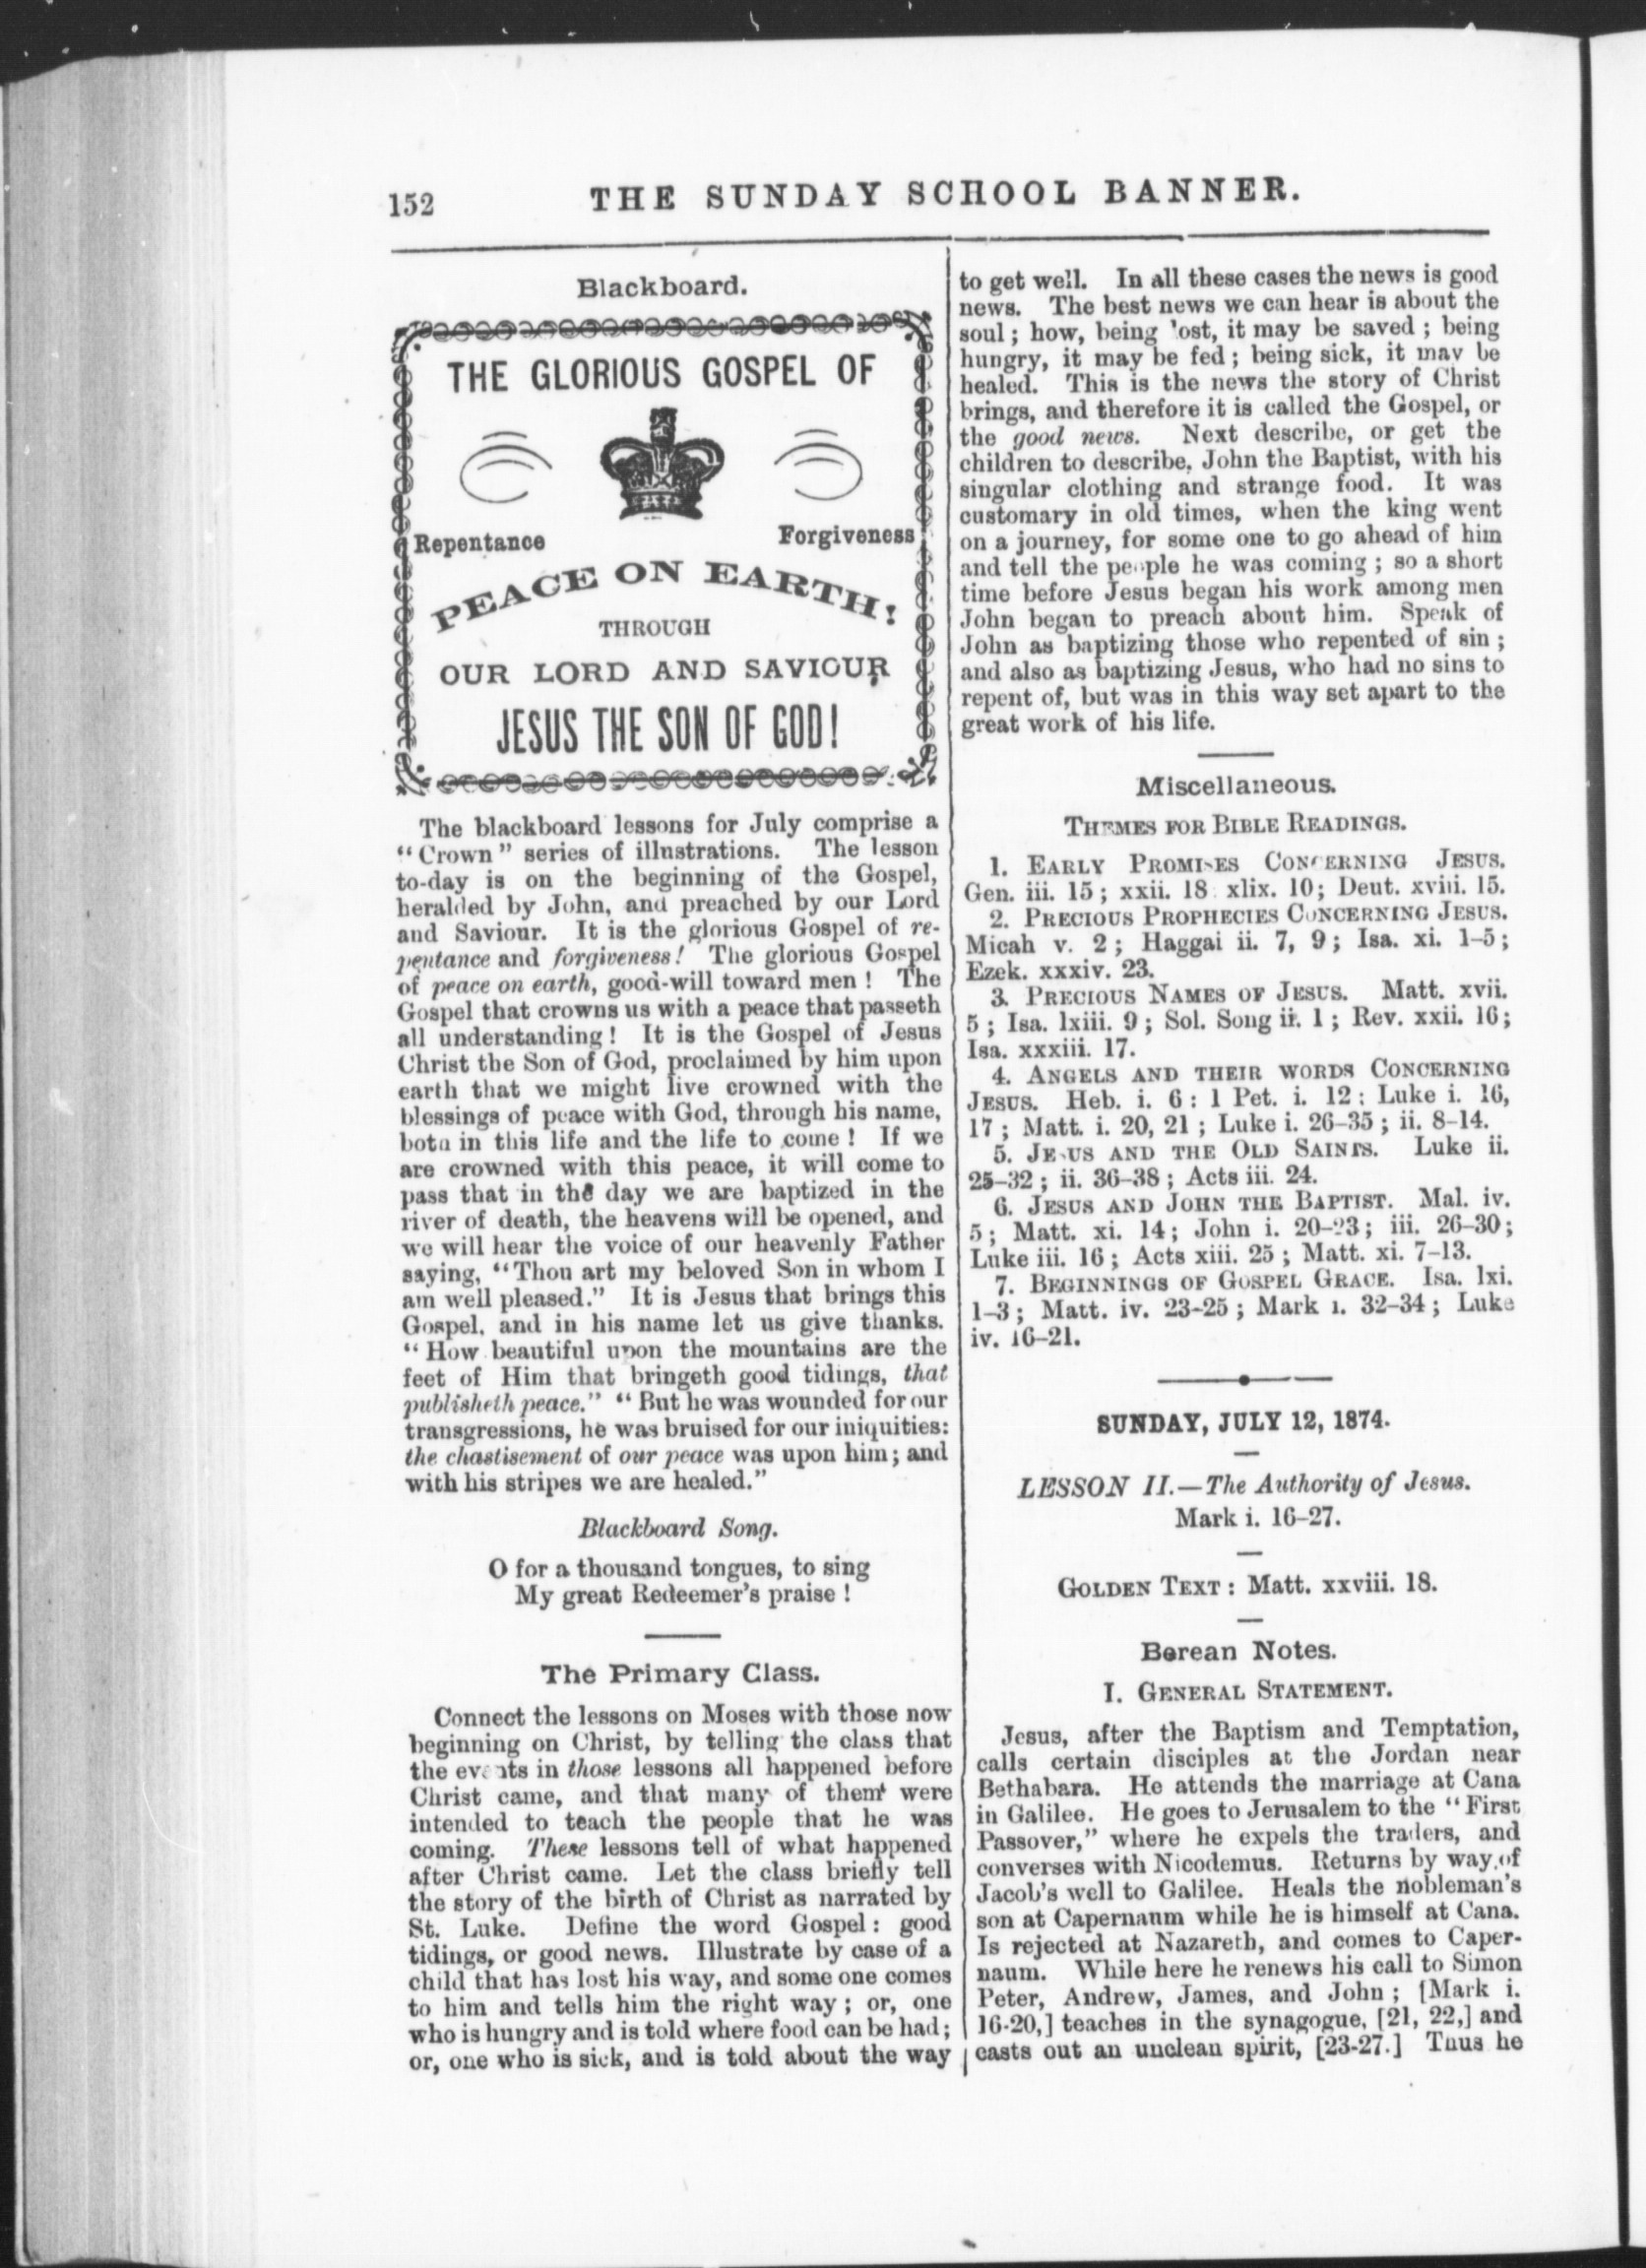 152
THE SUNDAY SCHOOL BANNER.
Blackboard.
THE GLORIOUS GOSPEL OF
Repentance
Forgiveness
PEACE ON EARTH!
THROUGH
OUR LORD AND SAVIOUR,
JESUS THE SON OF GOD!
The blackboard lessons for July comprise a
"Crown" series of illustrations. The lesson
to-day is on the beginning of the Gospel,
heralded by John, and preached by our Lord
and Saviour. It is the glorious Gospel of re-
pentance and forgiveness! The glorious Gospel
of peace on earth, good-will toward men! The
Gospel that crowns us with a peace that passeth
all understanding! It is the Gospel of Jesus
Christ the Son of God, proclaimed by him upon
earth that we might live crowned with the
blessings of peace with God, through his name,
both in this life and the life to come! If we
are crowned with this peace, it will come to
pass that in the day we are baptized in the
river of death, the heavens will be opened, and
we will hear the voice of our heavenly Father
saying, "Thou art my beloved Son in whom I
am well pleased." It is Jesus that brings this
Gospel, and in his name let us give thanks.
"How beautiful upon the mountains are the
feet of Him that bringeth good tidings, that
publisheth peace." "But he was wounded for our
transgressions, he was bruised for our iniquities:
the chastisement of our peace was upon him; and
with his stripes we are healed."
Blackboard Song.
O for a thousand tongues, to sing
My great Redeemer's praise!
The Primary Class.
Connect the lessons on Moses with those now
beginning on Christ, by telling the class that
the events in those lessons all happened before
Christ came, and that many of them were
intended to teach the people that he was
coming. These lessons tell of what happened
after Christ came. Let the class briefly tell
the story of the birth of Christ as narrated by
St. Luke. Define the word Gospel: good
tidings, or good news. Illustrate by case of a
child that has lost his way, and some one comes
to him and tells him the right way; or, one
who is hungry and is told where food can be had;
or, one who is sick, and is told about the way
to get well. In all these cases the news is good
news. The best news we can hear is about the
soul; how, being lost, it may be saved; being
hungry, it may be fed; being sick, it may be
healed. This is the news the story of Christ
brings, and therefore it is called the Gospel, or
the good news. Next describe, or get the
children to describe, John the Baptist, with his
singular clothing and strange food. It was
customary in old times, when the king went
on a journey, for some one to go ahead of him
and tell the people he was coming; so a short
time before Jesus began his work among men
John began to preach about him. Speak of
John as baptizing those who repented of sin;
and also as baptizing Jesus, who had no sins to
repent of, but was in this way set apart to the
great work of his life.
Miscellaneous.
THEMES FOR BIBLE READINGS.
1. EARLY PROMISES CONCERNING JESUS.
Gen. iii. 15; xxii. 18 xlix. 10; Deut. xviii. 15.
2. PRECIOUS PROPHECIES CONCERNING JESUS.
Micah v. 2; Haggai ii. 7, 9; Isa. xi. 1-5;
Ezek. xxxiv. 23.
3. PRECIOUS NAMES OF JESUS. Matt. xvii.
5; Isa. lxiii. 9; Sol. Song ii. 1; Rev. xxii. 16;
Isa. xxxiii. 17.
4. ANGELS AND THEIR WORDS CONCERNING
JESUS. Heb. i. 6: 1 Pet. i. 12: Luke i. 16,
17; Matt. i. 20, 21; Luke i. 26-35; ii. 8-14.
5. JESUS AND THE OLD SAINTS. Luke ii.
25-32; ii. 36-38; Acts iii. 24.
6. JESUS AND JOHN THE BAPTIST. Mal. iv.
5; Matt. xi. 14; John i. 20-23; iii. 26-30;
Luke iii. 16; Acts xiii. 25; Matt. xi. 7-13.
7. BEGINNINGS OF GOSPEL GRACE. Isa. lxi.
1-3; Matt. iv. 23-25; Mark i. 32-34; Luke
iv. 16-21.
SUNDAY, JULY 12, 1874.
LESSON II.—The Authority of Jesus.
Mark i. 16-27.
GOLDEN TEXT: Matt. xxviii. 18.
Berean Notes.
I. GENERAL STATEMENT.
Jesus, after the Baptism and Temptation,
calls certain disciples at the Jordan near
Bethabara. He attends the marriage at Cana
in Galilee. He goes to Jerusalem to the "First
Passover," where he expels the traders, and
converses with Nicodemus. Returns by way of
Jacob's well to Galilee. Heals the nobleman's
son at Capernaum while he is himself at Cana.
Is rejected at Nazareth, and comes to Caper-
naum. While here he renews his call to Simon
Peter, Andrew, James, and John; [Mark i.
16-20,] teaches in the synagogue, [21, 22,] and
casts out an unclean spirit, [23-27.] Thus he